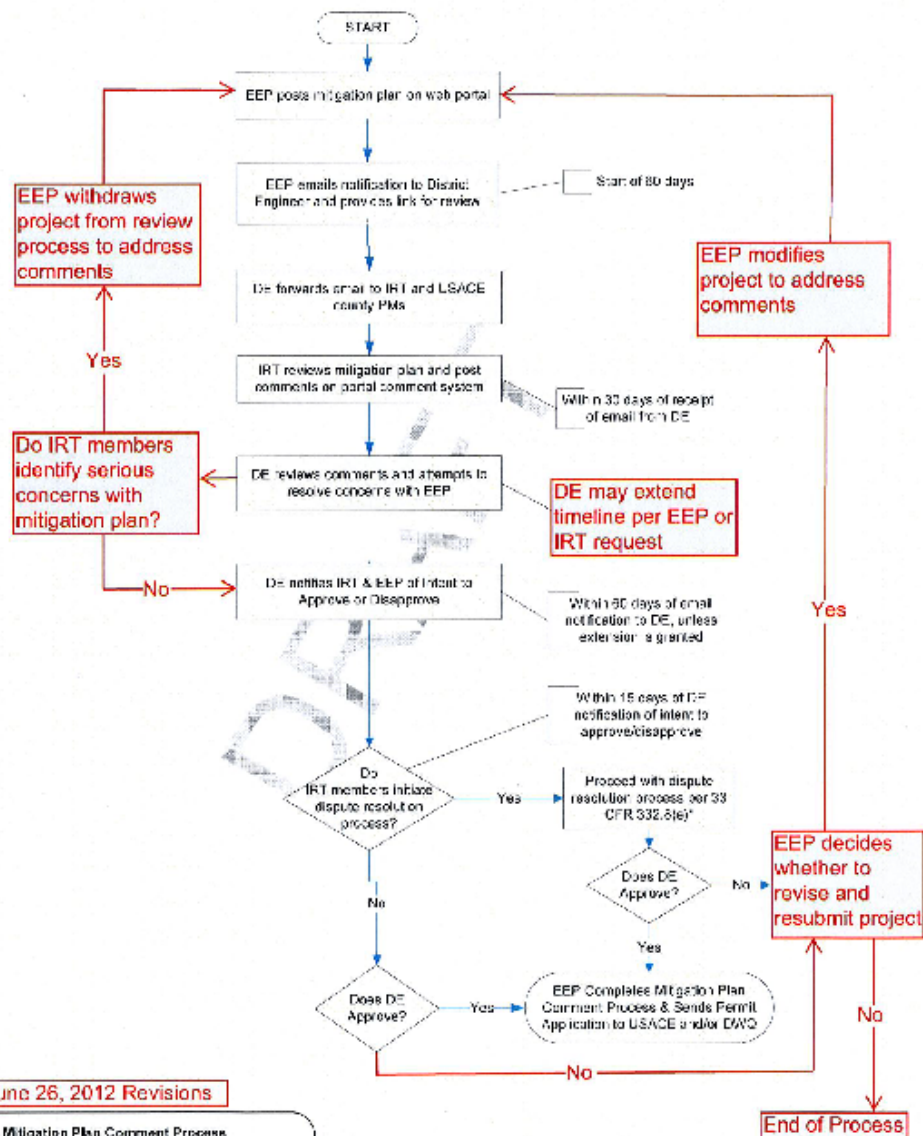 START
EEP posts mitigation plan on web portal
EEP emails notification to District
Engineer and provides link for review
Start of 60 days
EEP withdraws
project from review
process to address
comments
EEP modifies
project to address
comments
DE forwards email to IRT and USACE
county PMs
Yes
IRT reviews mitigation plan and post
comments on portal comment system
Within 30 days of receipt
of email from DE
Do IRT members
identify serious
concerns with
mitigation plan?
DE reviews comments and attempts to
resolve concerns with EEP
DE may extend
timeline per EEP or
IRT request
No
DE notifies IRT & EEP of Intent to
Approve or Disapprove
Within 60 days of email
notification to DE, unless
extension is granted
Yes
DRAFT
Within 15 days of DE
notification of intent to
approve/disapprove
Do
IRT members initiate
dispute resolution
process?
Yes
Proceed with dispute
resolution process per 33
CFR 332.8(e)*
EEP decides
whether to
revise and
resubmit project
Does DE
Approve?
No
No
Yes
Does DE
Approve?
Yes
EEP Completes Mitigation Plan
Comment Process & Sends Permit
Application to USACE and/or DWQ
No
No
une 26, 2012 Revisions
Mitigation Plan Comment Process
End of Process